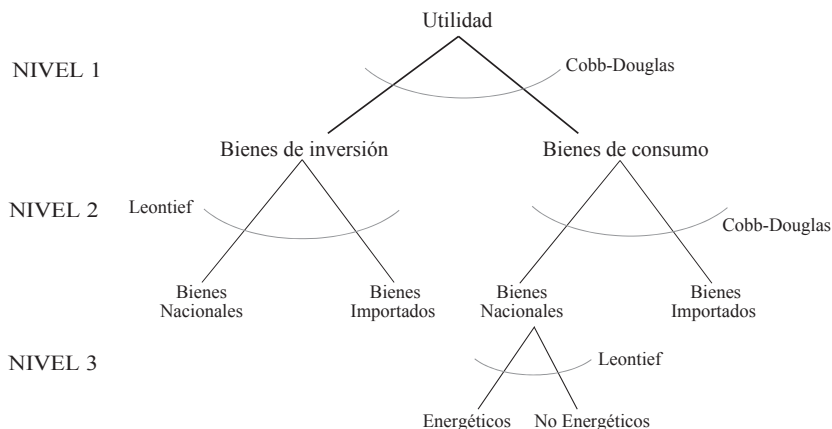 Utilidad
NIVEL 1
Cobb-Douglas
Bienes de inversión
Bienes de consumo
NIVEL 2
Leontief
Cobb-Douglas
Bienes
Nacionales
Bienes
Importados
Bienes
Nacionales
Bienes
Importados
NIVEL 3
Leontief
Energéticos
No Energéticos